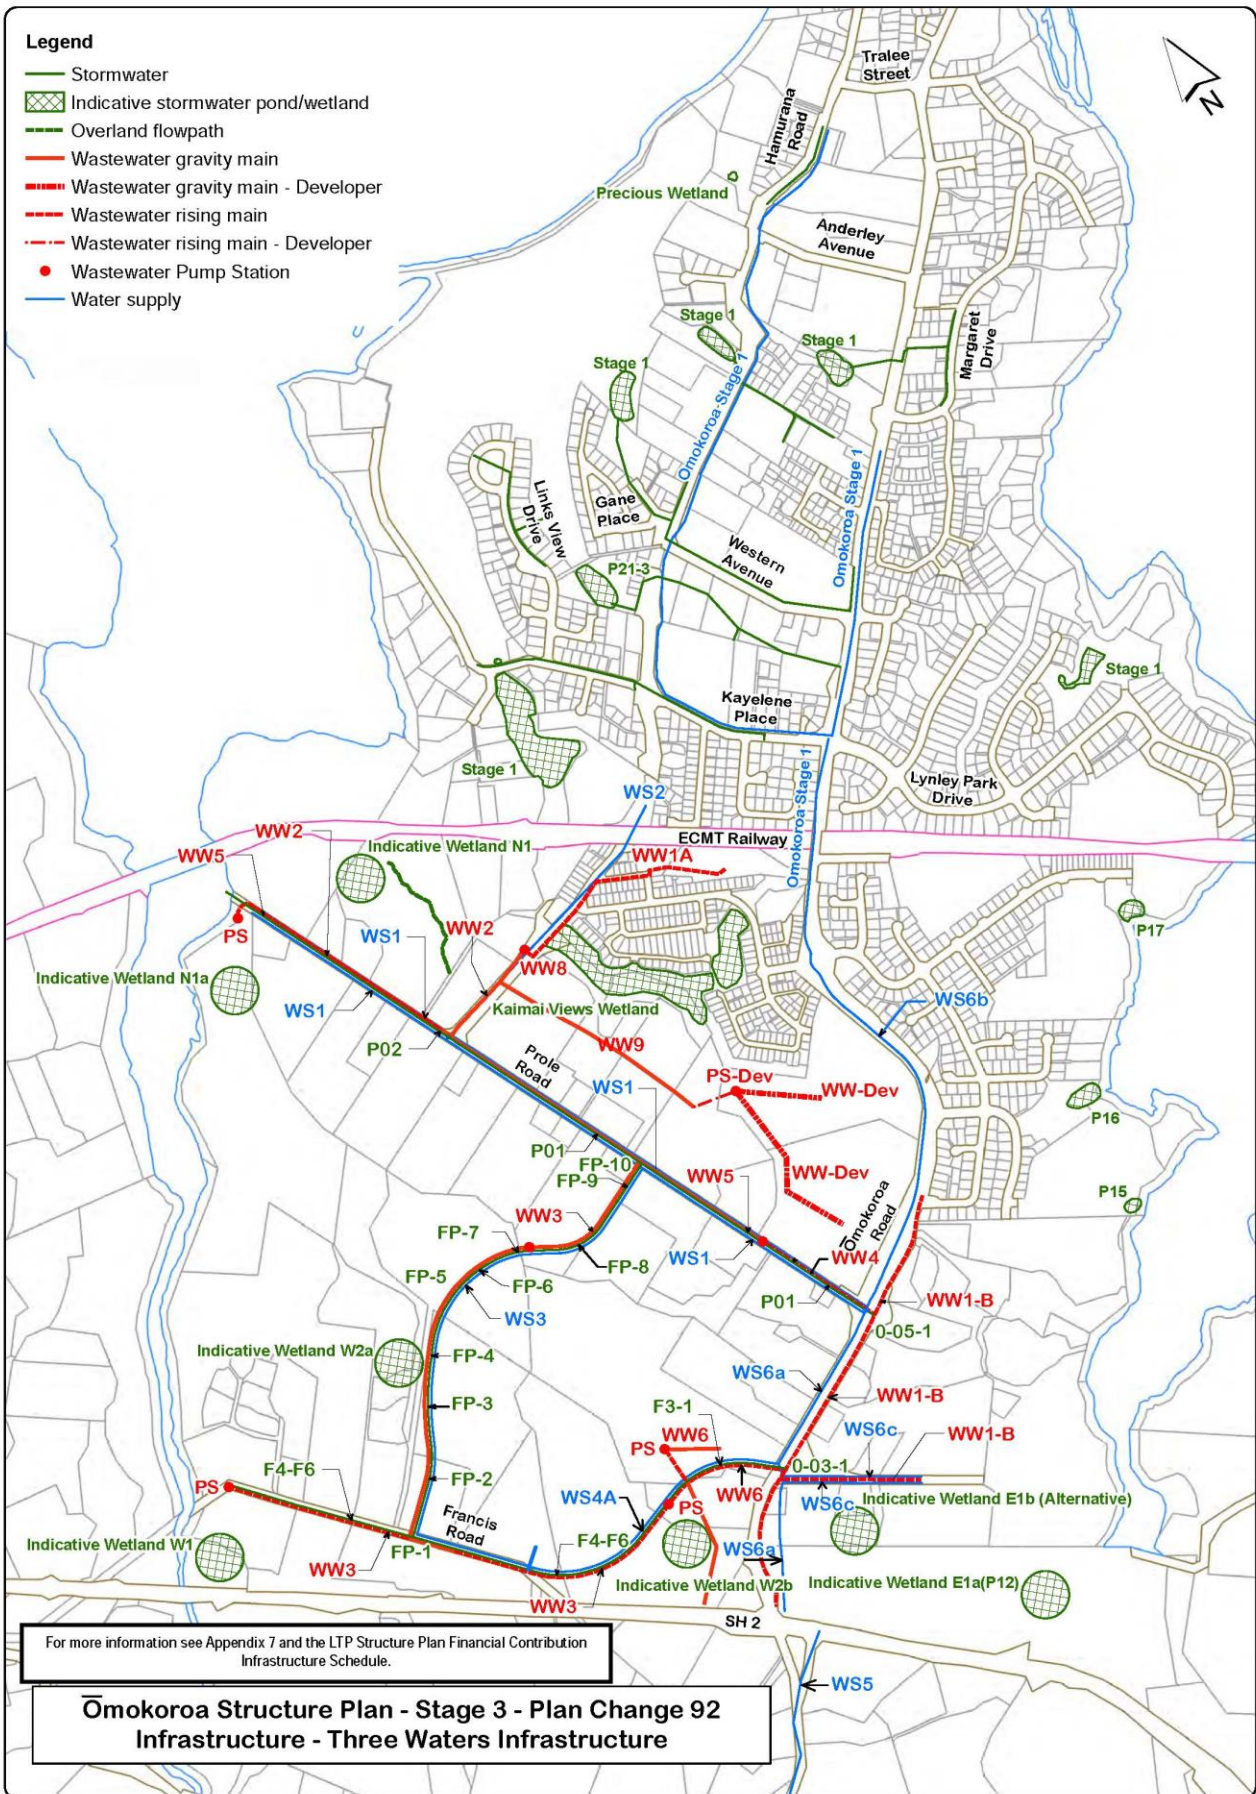 Legend
Stormwater
Indicative stormwater pond/wetland
Overland flowpath
Wastewater gravity main
Wastewater gravity main - Developer
Wastewater rising main
Wastewater rising main - Developer
Wastewater Pump Station
Water supply
N
Tralee
Street
Hamurana
Road
Precious Wetland
Anderley
Avenue
Stage 1
Stage 1
Margaret
Drive
Stage 1
Omokoroa Stage 1
Omokoroa Stage 1
Links View
Drive
Gane
Place
Western
Avenue
P21-3
Stage 1
Kayelene
Place
Stage 1
Lynley Park
Drive
WS2
Omokoroa Stage 1
ECMT Railway
WW2
Indicative Wetland N1
WW5
WW1A
P17
PS
WS1
WW2
WW8
Indicative Wetland N1a
WS1
Kaimai Views Wetland
WS6b
P02
Prole
Road
WW9
WS1
PS-Dev
WW-Dev
P16
P01
FP-10
FP-9
WW5
WW-Dev
P15
WW3
FP-7
Ōmokoroa
Road
FP-8
WS1
WW4
FP-5
FP-6
P01
WW1-B
WS3
0-05-1
Indicative Wetland W2a
FP-4
WS6a
WW1-B
FP-3
F3-1
WS6c
WW6
WW1-B
PS
0-03-1
F4-F6
FP-2
PS
WS4A
PS
WW6
WS6c
Indicative Wetland E1b (Alternative)
Francis
Road
F4-F6
Indicative Wetland W1
FP-1
WS6a
WW3
Indicative Wetland W2b
Indicative Wetland E1a(P12)
WW3
SH 2
For more information see Appendix 7 and the LTP Structure Plan Financial Contribution
Infrastructure Schedule.
WS5
Ōmokoroa Structure Plan - Stage 3 - Plan Change 92
Infrastructure - Three Waters Infrastructure